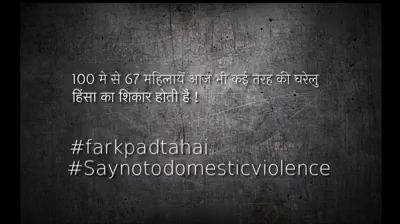 100 मे से 67 महिलायें आज भी कई तरह की घरेलु
हिंसा का शिकार होती है !
#farkpadtahai
#Saynotodomesticviolence